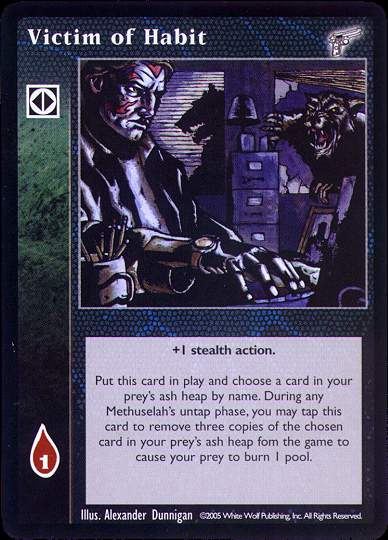 Victim of Habit
+1 stealth action.
Put this card in play and choose a card in your
prey's ash heap by name. During any
Methuselah's untap phase, you may tap this
card to remove three copies of the chosen
card in your prey's ash heap fom the game to
cause your prey to burn 1 pool.
1
Illus. Alexander Dunnigan ©2005 White Wolf Publishing, Inc. All Rights Reserved.